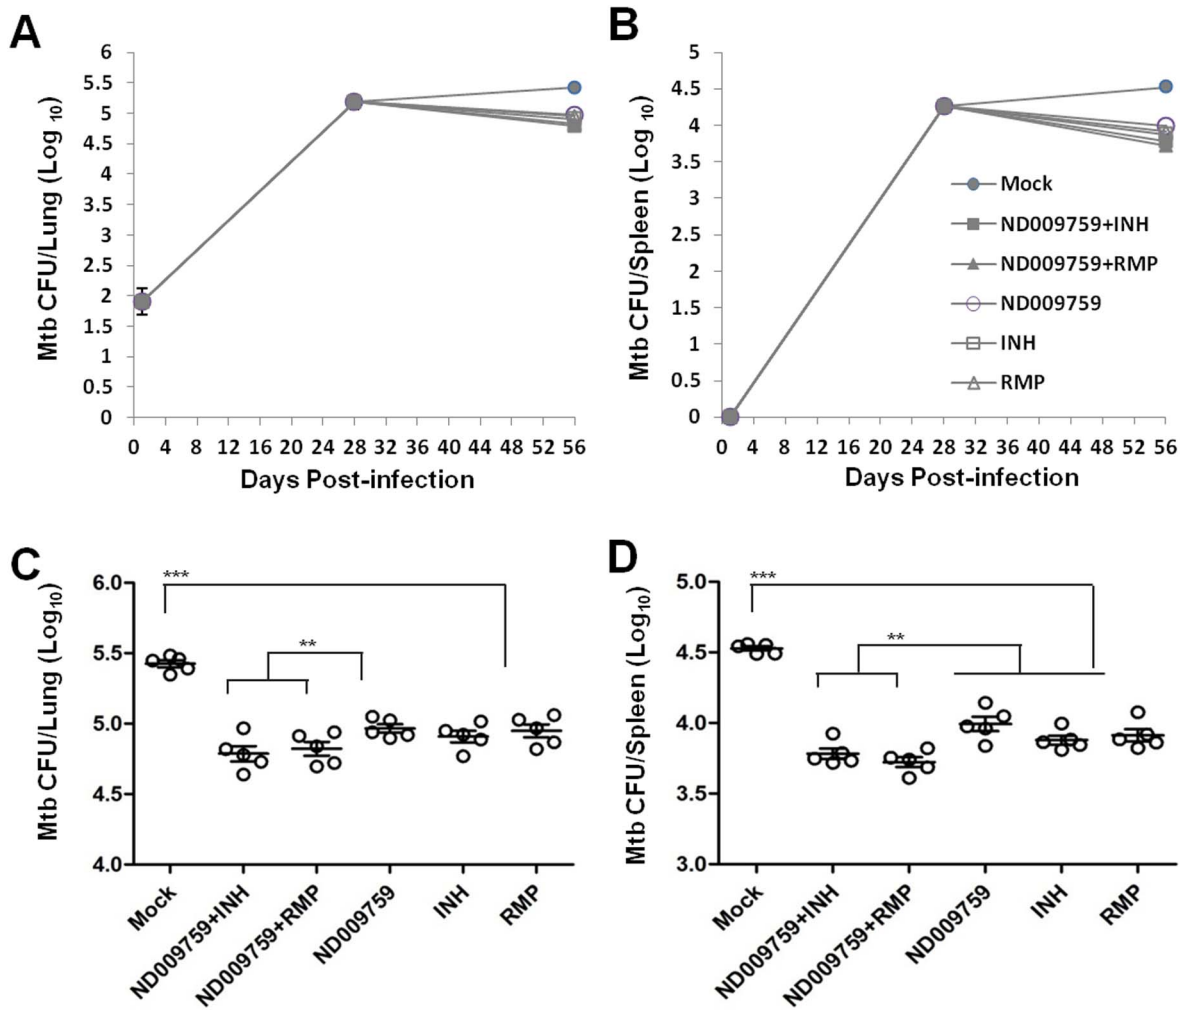 A
Mtb CFU/Lung (Log 10)
6
5.5
5
4.5
4
3.5
3
2.5
2
1.5
1
0.5
0
0 4 8 12 16 20 24 28 32 36 40 44 48 52 56
Days Post-infection
B
Mtb CFU/Spleen (Log 10)
5
4.5
4
3.5
3
2.5
2
1.5
1
0.5
0
Mock
ND009759+INH
ND009759+RMP
ND009759
INH
RMP
0 4 8 12 16 20 24 28 32 36 40 44 48 52 56
Days Post-infection
C
Mtb CFU/Lung (Log10)
6.0
5.5
5.0
4.5
4.0
***
**
Mock
ND009759+INH
ND009759+RMP
ND009759
INH
RMP
D
Mtb CFU/Spleen (Log10)
5.0
4.5
4.0
3.5
3.0
***
**
Mock
ND009759+INH
ND009759+RMP
ND009759
INH
RMP